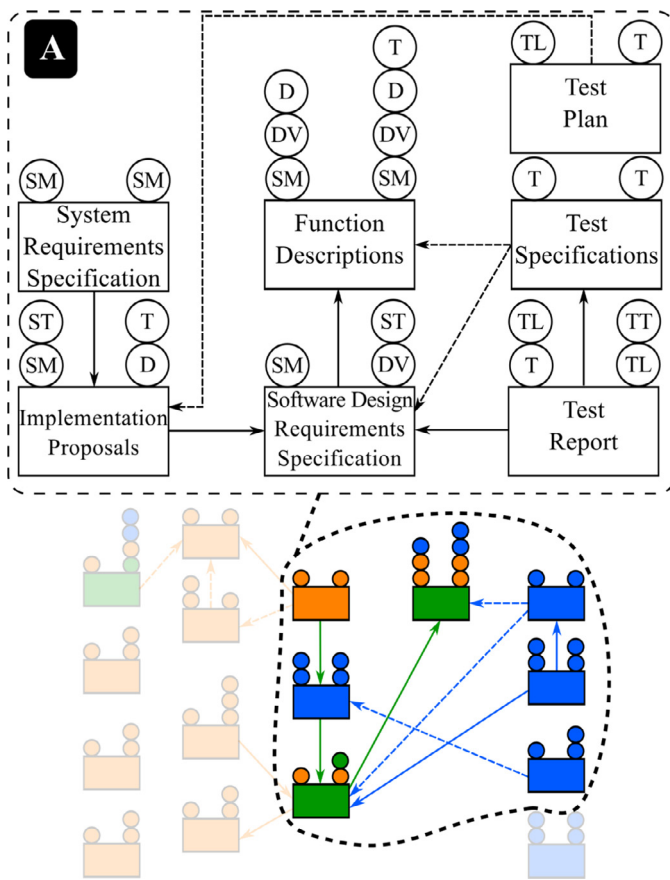 A
TL
T
T
Test
Plan
D
D
DV
DV
SM
SM
SM
SM
T
T
System
Requirements
Specification
Function
Descriptions
Test
Specifications
ST
T
ST
TL
TT
SM
D
SM
DV
T
TL
Implementation
Proposals
Software Design
Requirements
Specification
Test
Report